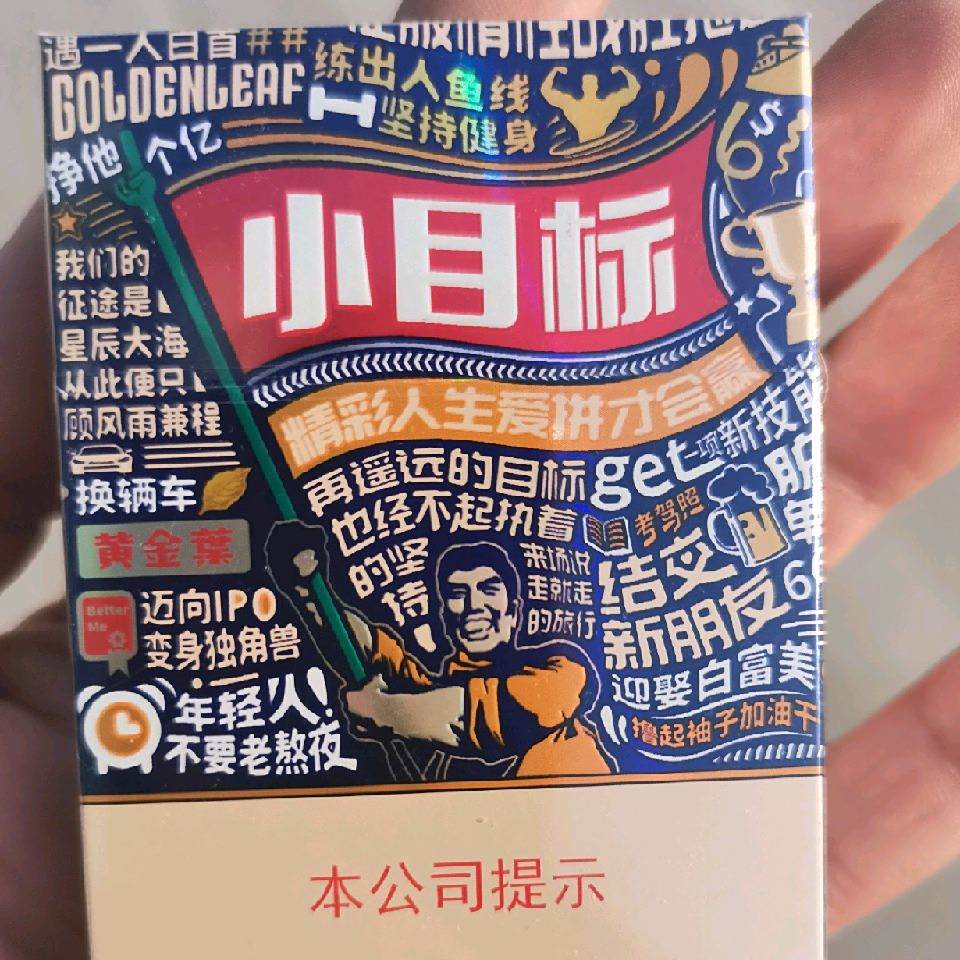 遇一人白首
GOLDENLEAF
挣他一个亿
练出人鱼线
坚持健身
小目标
精彩人生爱拼才会赢
我们的
征途是
星辰大海
从此便只
顾风雨兼程
换辆车
黄金葉
Better
Me
迈向IPO
变身独角兽
年轻人!
不要老熬夜
再遥远的目标
也经不起执着
的坚
持
来场说
走就走
的旅行
get一项新技能
考驾照
结交
新朋友
迎娶白富美
撸起袖子加油干
本公司提示